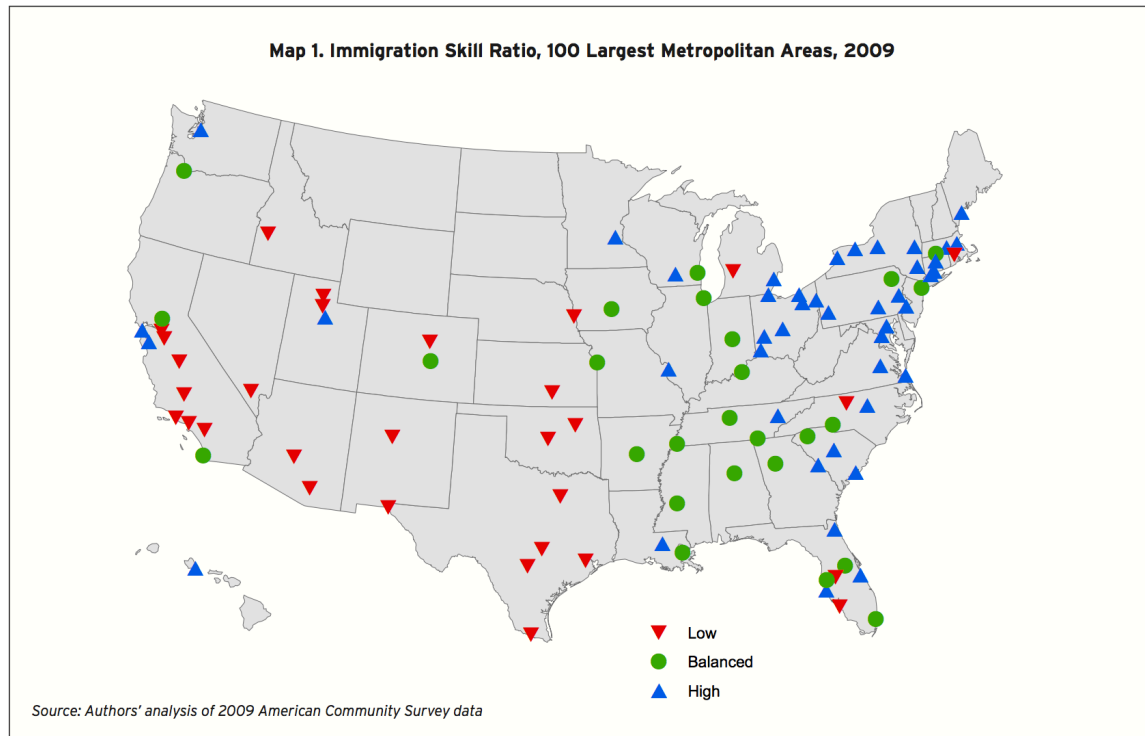 Map 1. Immigration Skill Ratio, 100 Largest Metropolitan Areas, 2009
Low
Balanced
High
Source: Authors’ analysis of 2009 American Community Survey data